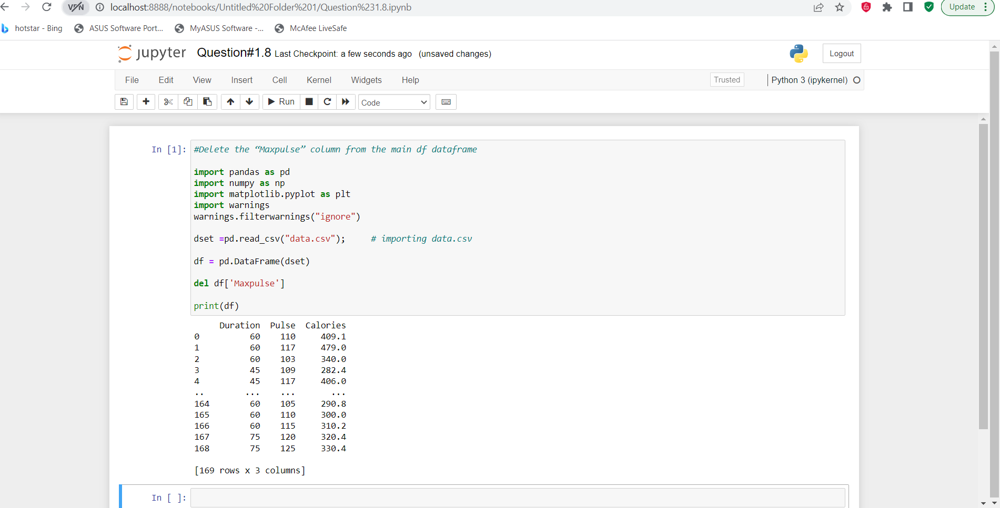 VPN localhost:8888/notebooks/Untitled%20Folder%201/Question%231.8.ipynb Update
hotstar - Bing ASUS Software Port... MyASUS Software -... McAfee LiveSafe
jupyter Question#1.8 Last Checkpoint: a few seconds ago (unsaved changes) Logout
File Edit View Insert Cell Kernel Widgets Help Trusted Python 3 (ipykernel)
Run Code
In [1]: #Delete the “Maxpulse” column from the main df dataframe
import pandas as pd
import numpy as np
import matplotlib.pyplot as plt
import warnings
warnings.filterwarnings("ignore")
dset =pd.read_csv("data.csv"); # importing data.csv
df = pd.DataFrame(dset)
del df['Maxpulse']
print(df)
Duration Pulse Calories
0 60 110 409.1
1 60 117 479.0
2 60 103 340.0
3 45 109 282.4
4 45 117 406.0
.. ... ... ...
164 60 105 290.8
165 60 110 300.0
166 60 115 310.2
167 75 120 320.4
168 75 125 330.4
[169 rows x 3 columns]
In [ ]: